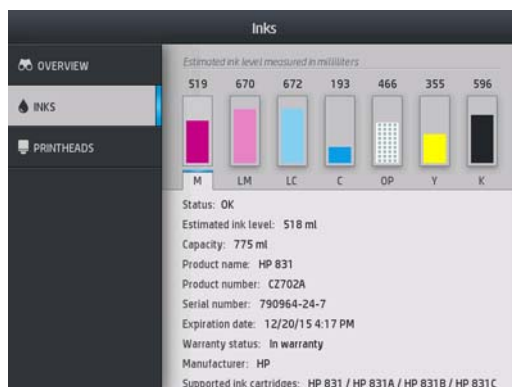 Inks
OVERVIEW
INKS
PRINTHEADS
Estimated ink level measured in milliliters
519 670 672 193 466 355 596
M LM LC C OP Y K
Status: OK
Estimated ink level: 518 ml
Capacity: 775 ml
Product name: HP 831
Product number: CZ702A
Serial number: 790964-24-7
Expiration date: 12/20/15 4:17 PM
Warranty status: In warranty
Manufacturer: HP
Supported ink cartridges: HP 831 / HP 831A / HP 831B / HP 831C